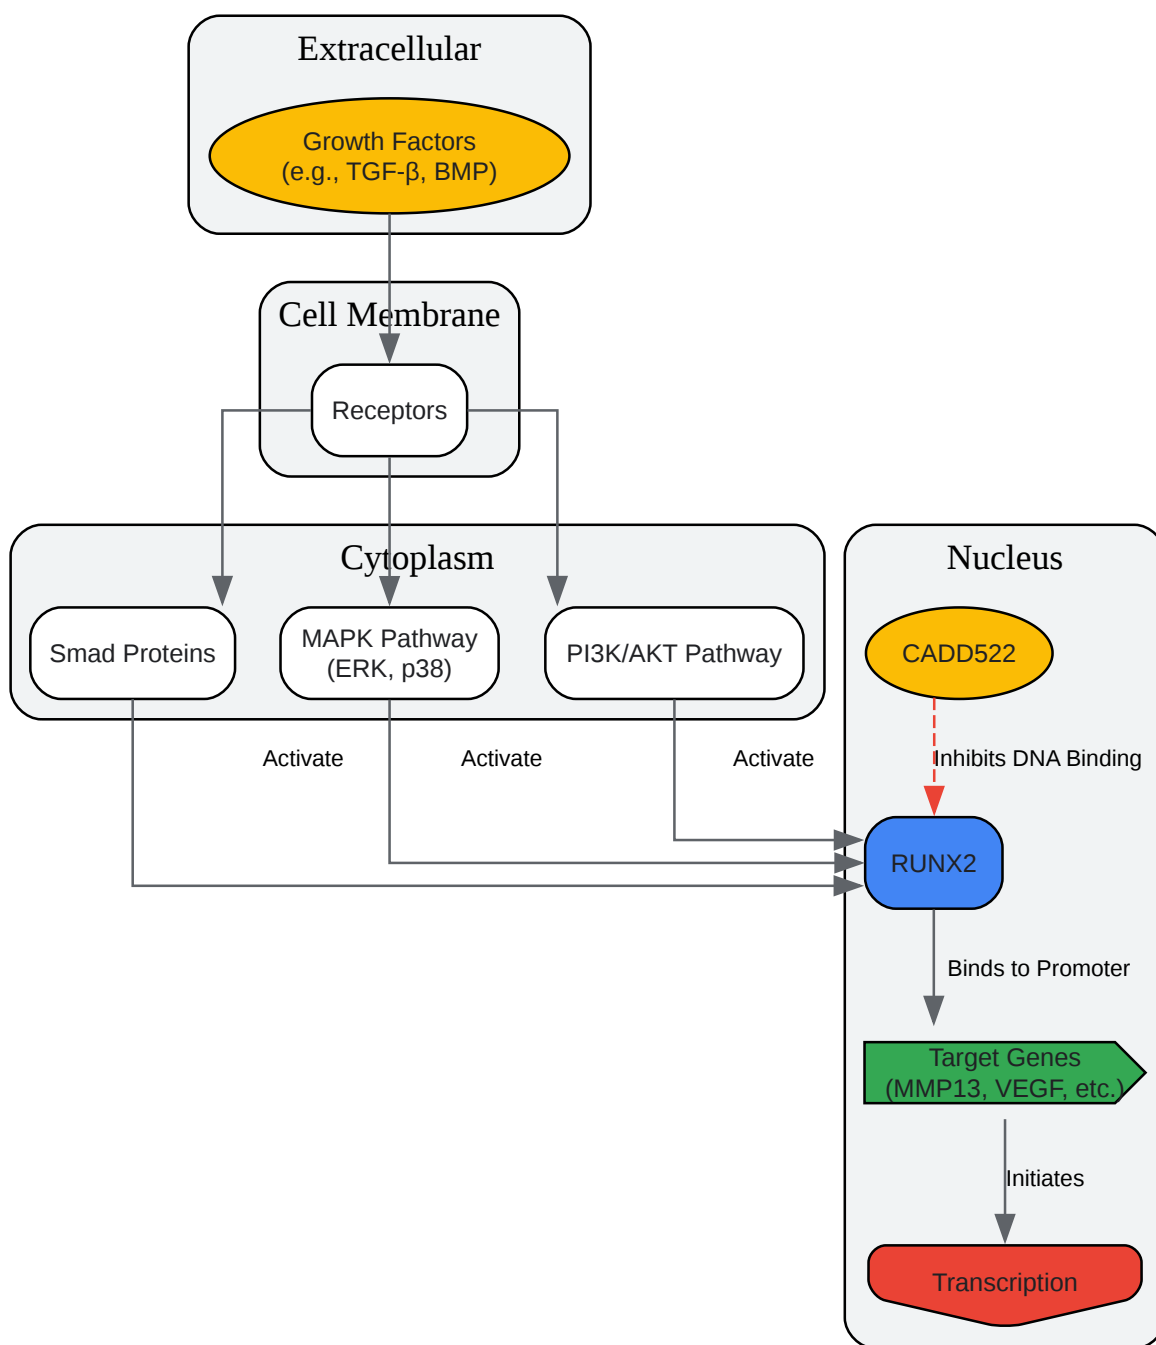 Extracellular
Growth Factors
(e.g., TGF-β, BMP)
Cell Membrane
Receptors
Cytoplasm
Smad Proteins
MAPK Pathway
(ERK, p38)
PI3K/AKT Pathway
Activate
Activate
Activate
Nucleus
CADD522
Inhibits DNA Binding
RUNX2
Binds to Promoter
Target Genes
(MMP13, VEGF, etc.)
Initiates
Transcription